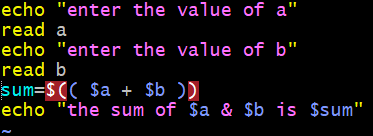 echo "enter the value of a"
read a
echo "enter the value of b"
read b
sum=$(( $a + $b ))
echo "the sum of $a & $b is $sum"
~